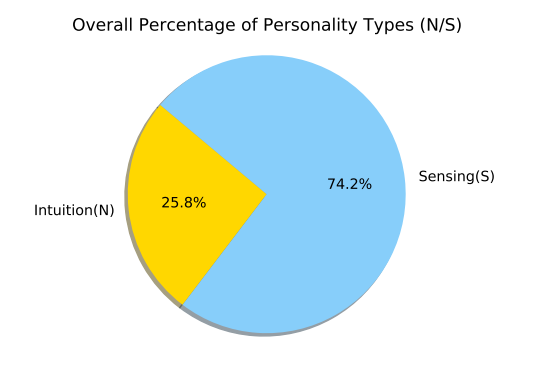 Overall Percentage of Personality Types (N/S)
74.2%
Sensing(S)
25.8%
Intuition(N)